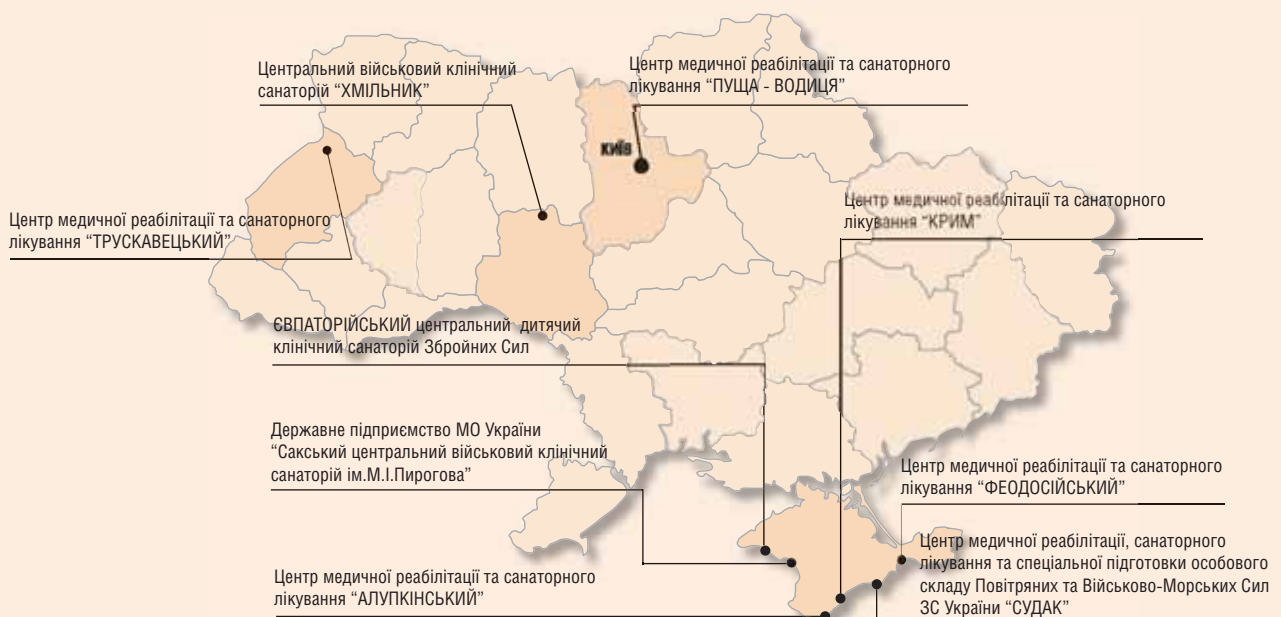 Центральний військовий клінічний
санаторій “ХМІЛЬНИК”
Центр медичної реабілітації та санаторного
лікування “ПУЩА - ВОДИЦЯ”
КИЇВ
Центр медичної реабілітації та санаторного
лікування “ТРУСКАВЕЦЬКИЙ”
Центр медичної реабілітації та санаторного
лікування “КРИМ”
ЄВПАТОРІЙСЬКИЙ центральний дитячий
клінічний санаторій Збройних Сил
Державне підприємство МО України
“Сакський центральний військовий клінічний
санаторій ім.М.І.Пирогова”
Центр медичної реабілітації та санаторного
лікування “ФЕОДОСІЙСЬКИЙ”
Центр медичної реабілітації, санаторного
лікування та спеціальної підготовки особового
складу Повітряних та Військово-Морських Сил
ЗС України “СУДАК”
Центр медичної реабілітації та санаторного
лікування “АЛУПКІНСЬКИЙ”